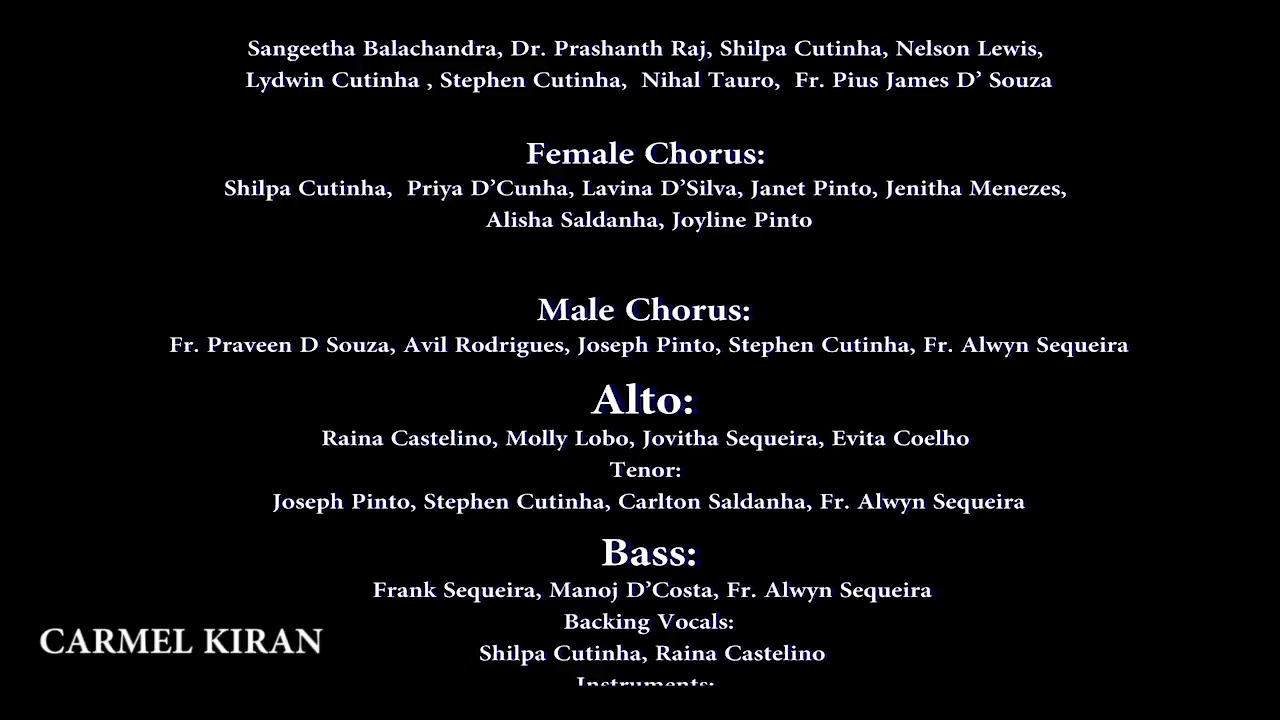 Sangeetha Balachandra, Dr. Prashanth Raj, Shilpa Cutinha, Nelson Lewis,
Lydwin Cutinha , Stephen Cutinha,  Nihal Tauro,  Fr. Pius James D’ Souza
Female Chorus:
Shilpa Cutinha,  Priya D’Cunha, Lavina D’Silva, Janet Pinto, Jenitha Menezes,
Alisha Saldanha, Joyline Pinto
Male Chorus:
Fr. Praveen D Souza, Avil Rodrigues, Joseph Pinto, Stephen Cutinha, Fr. Alwyn Sequeira
Alto:
Raina Castelino, Molly Lobo, Jovitha Sequeira, Evita Coelho
Tenor:
Joseph Pinto, Stephen Cutinha, Carlton Saldanha, Fr. Alwyn Sequeira
Bass:
Frank Sequeira, Manoj D’Costa, Fr. Alwyn Sequeira
Backing Vocals:
Shilpa Cutinha, Raina Castelino
Instruments:
CARMEL KIRAN